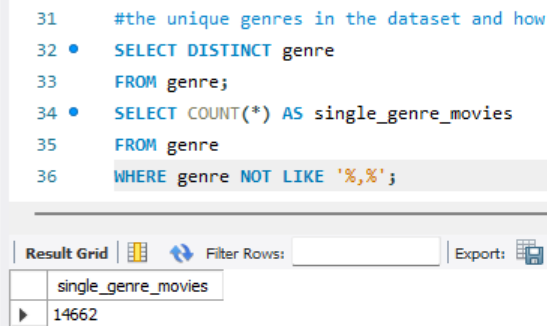 31 #the unique genres in the dataset and how
32 SELECT DISTINCT genre
33 FROM genre;
34 SELECT COUNT(*) AS single_genre_movies
35 FROM genre
36 WHERE genre NOT LIKE '%,%';
Result Grid Filter Rows: Export:
single_genre_movies
14662